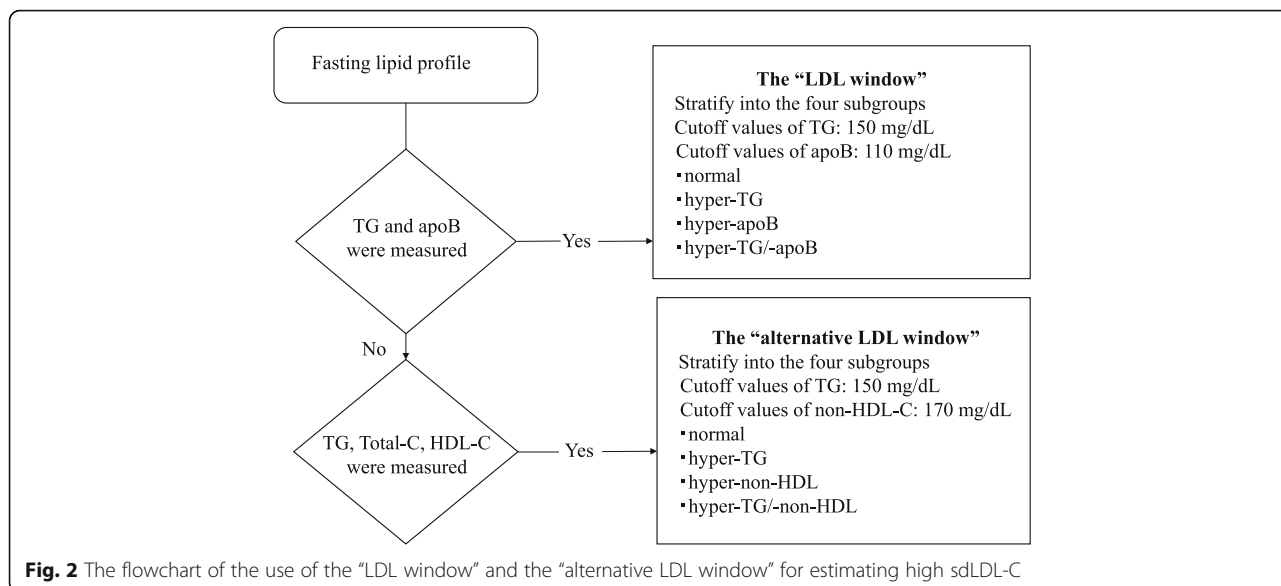 Fasting lipid profile
TG and apoB
were measured
Yes
The “LDL window”
Stratify into the four subgroups
Cutoff values of TG: 150 mg/dL
Cutoff values of apoB: 110 mg/dL
▪normal
▪hyper-TG
▪hyper-apoB
▪hyper-TG/-apoB
No
TG, Total-C, HDL-C
were measured
Yes
The “alternative LDL window”
Stratify into the four subgroups
Cutoff values of TG: 150 mg/dL
Cutoff values of non-HDL-C: 170 mg/dL
▪normal
▪hyper-TG
▪hyper-non-HDL
▪hyper-TG/-non-HDL
Fig. 2 The flowchart of the use of the “LDL window” and the “alternative LDL window” for estimating high sdLDL-C